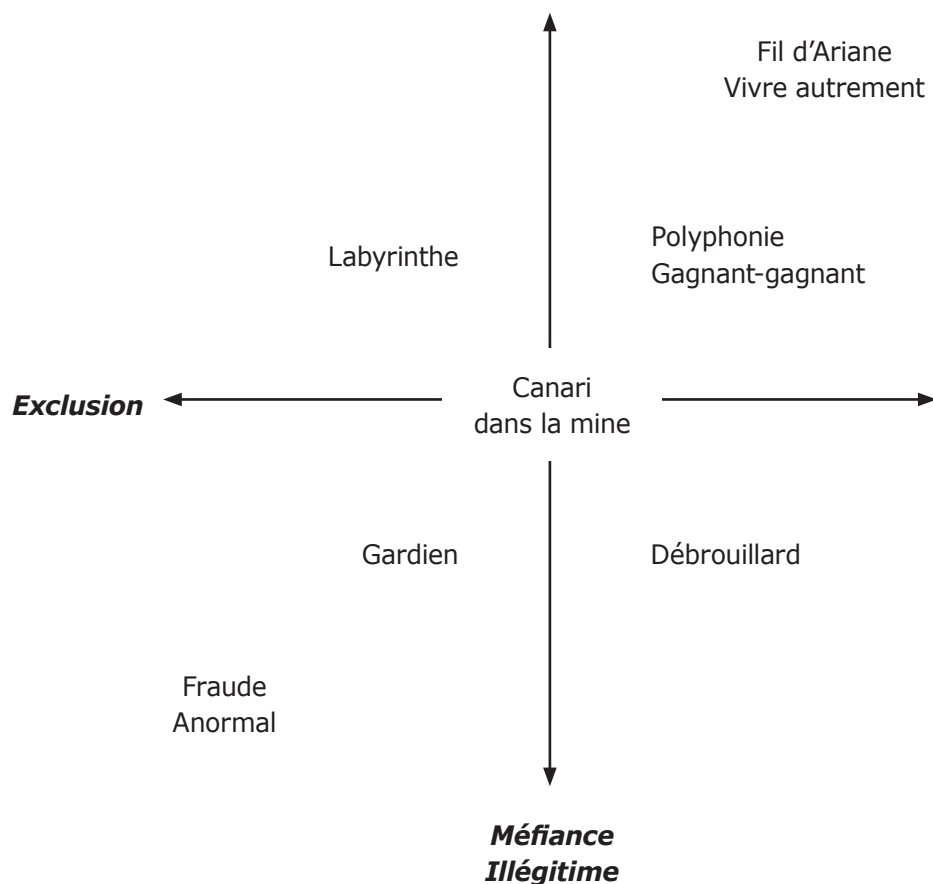 Fil d’Ariane
Vivre autrement
Labyrinthe
Polyphonie
Gagnant-gagnant
Exclusion
Canari
dans la mine
Gardien
Débrouillard
Fraude
Anormal
Méfiance
Illégitime